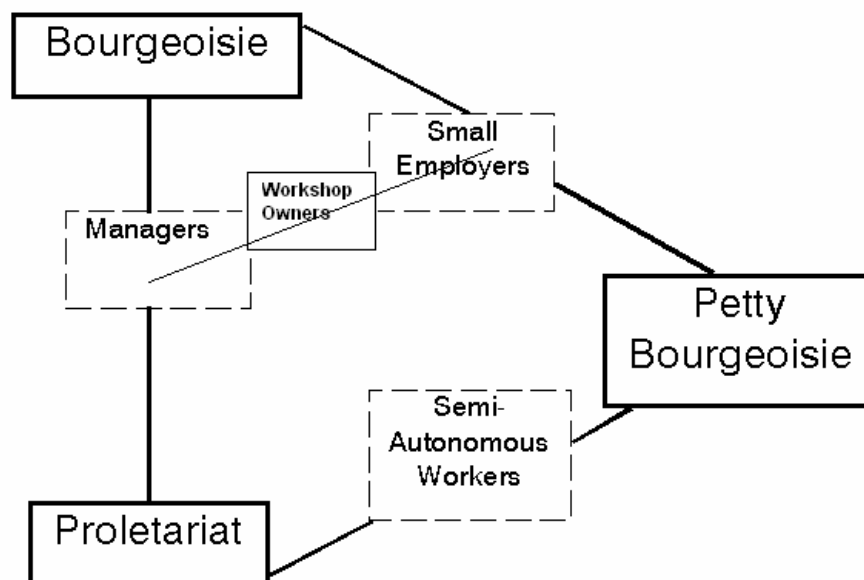 Bourgeoisie
Small
Employers
Workshop
Owners
Managers
Petty
Bourgeoisie
Semi-
Autonomous
Workers
Proletariat